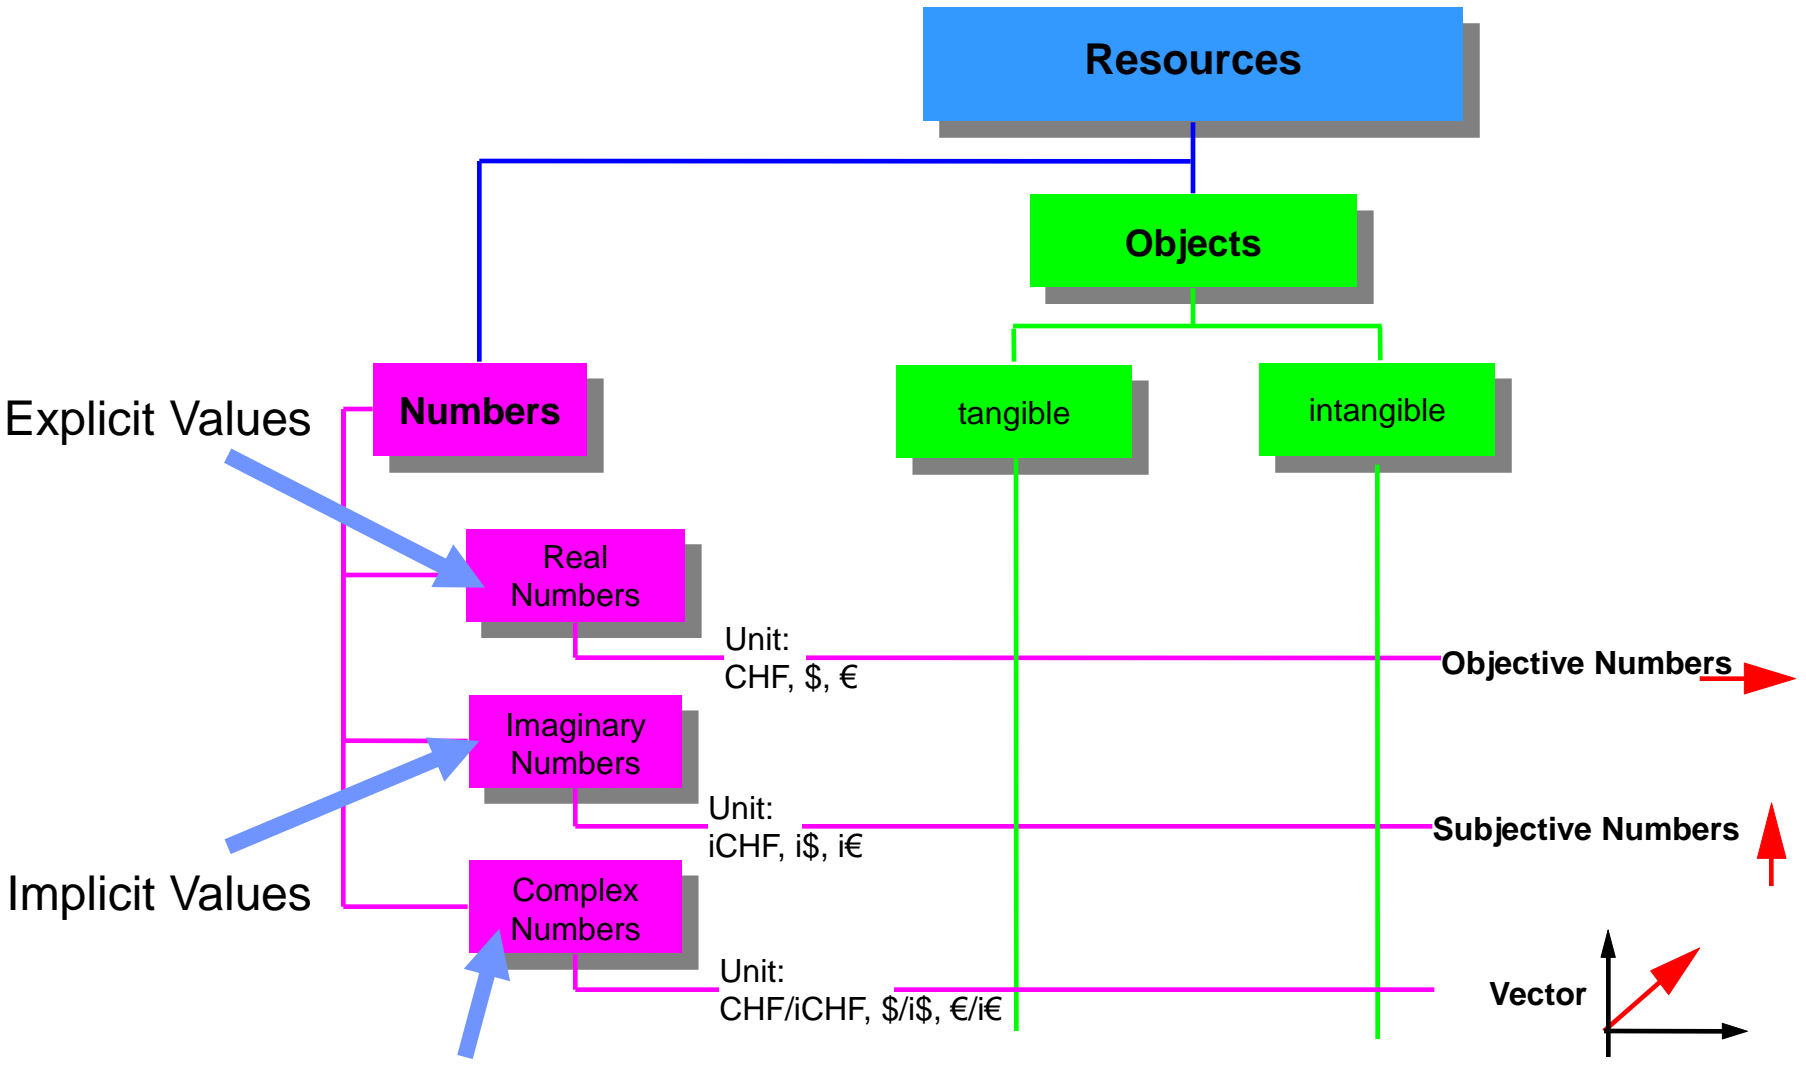 Resources
Objects
Numbers
tangible
intangible
Explicit Values
Real
Numbers
Unit:
CHF, $, €
Objective Numbers
Imaginary
Numbers
Unit:
iCHF, i$, i€
Subjective Numbers
Implicit Values
Complex
Numbers
Unit:
CHF/iCHF, $/i$, €/i€
Vector